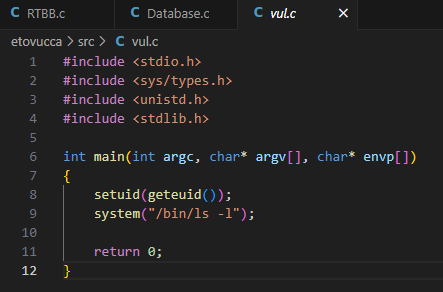 C RTBB.c C Database.c C vul.c ×
etovucca > src > C vul.c
1 #include <stdio.h>
2 #include <sys/types.h>
3 #include <unistd.h>
4 #include <stdlib.h>
5
6 int main(int argc, char* argv[], char* envp[])
7 {
8 setuid(geteuid());
9 system("/bin/ls -l");
10
11 return 0;
12 }